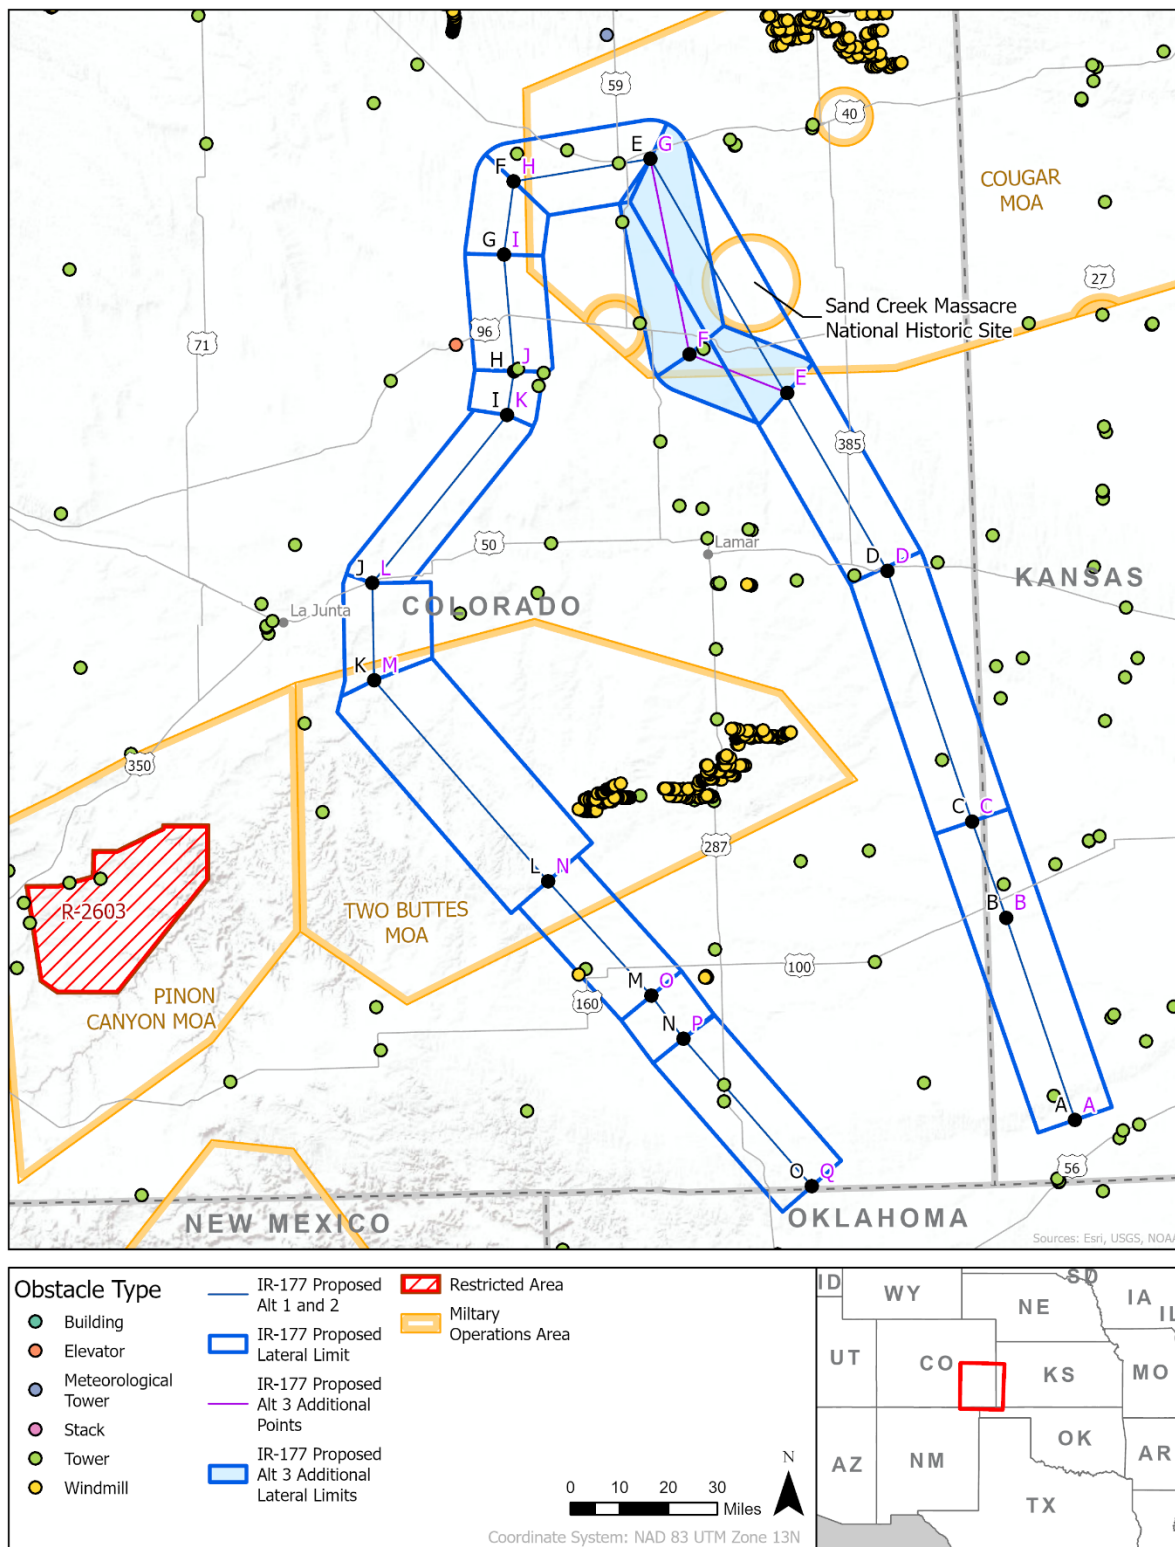 59
40
E G
F H
COUGAR
MOA
G I
27
Sand Creek Massacre
National Historic Site
96
71
F
H J
E
I K
385
50
Lamar
D D
J L
KANSAS
La Junta
COLORADO
K M
350
C C
287
L N
R-2603
TWO BUTTES
MOA
B B
100
M O
PINON
CANYON MOA
160
N P
A A
56
O Q
NEW MEXICO
OKLAHOMA
Sources: Esri, USGS, NOAA
Obstacle Type
Building
Elevator
Meteorological
Tower
Stack
Tower
Windmill
IR-177 Proposed
Alt 1 and 2
IR-177 Proposed
Lateral Limit
IR-177 Proposed
Alt 3 Additional
Points
IR-177 Proposed
Alt 3 Additional
Lateral Limits
Restricted Area
Miltary
Operations Area
N
0 10 20 30
Miles
Coordinate System: NAD 83 UTM Zone 13N
ID
SD
WY
NE
IA
IL
UT
CO
KS
MO
OK
AZ
NM
AR
TX